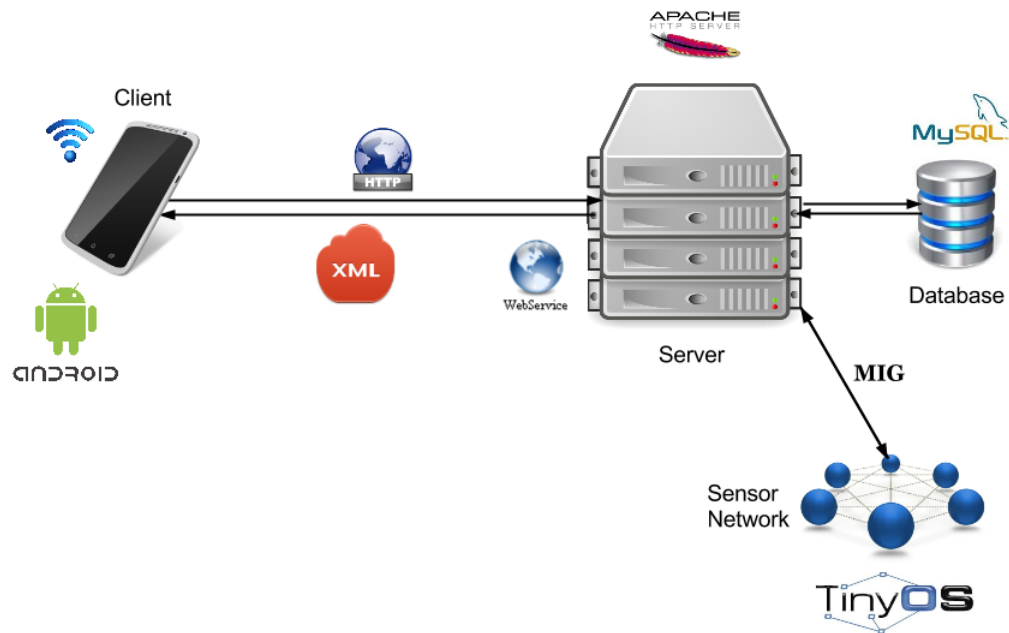 APACHE
HTTP SERVER
Client
MySQL
HTTP
XML
WebService
Database
Server
ANDROID
MIG
Sensor
Network
TinyOS